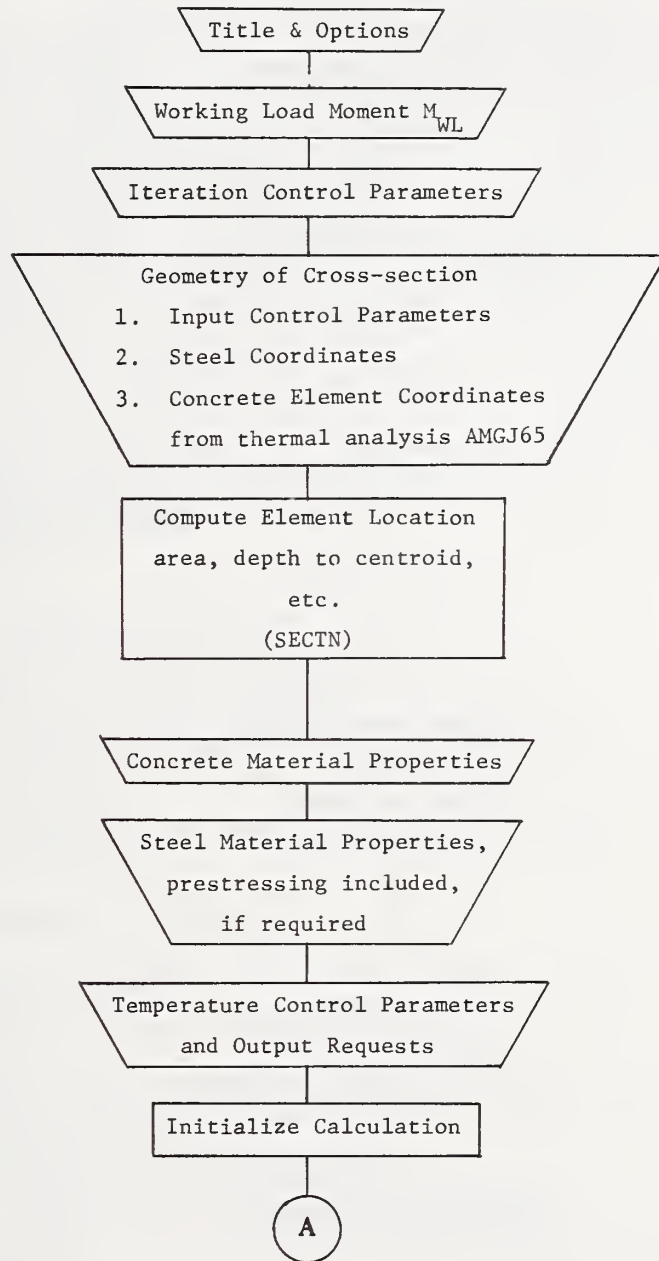 Title & Options
Working Load Moment M_WL
Iteration Control Parameters
Geometry of Cross-section
1. Input Control Parameters
2. Steel Coordinates
3. Concrete Element Coordinates
from thermal analysis AMGJ65
Compute Element Location
area, depth to centroid,
etc.
(SECTN)
Concrete Material Properties
Steel Material Properties,
prestressing included,
if required
Temperature Control Parameters
and Output Requests
Initialize Calculation
A